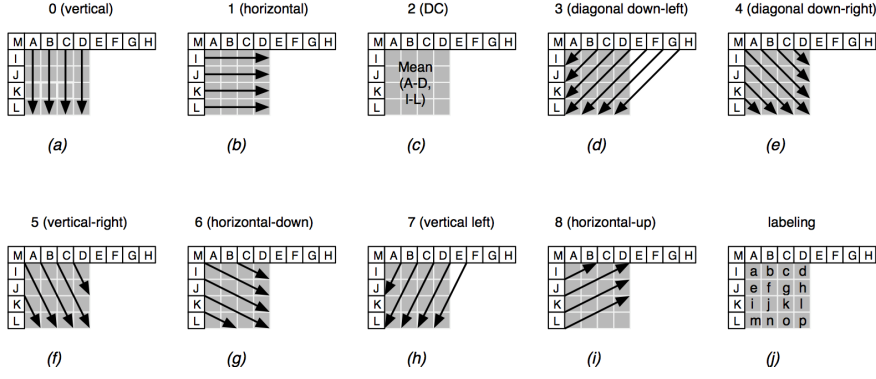 0 (vertical)
1 (horizontal)
2 (DC)
3 (diagonal down-left)
4 (diagonal down-right)
M A B C D E F G H
I
J
K
L
(a)
M A B C D E F G H
I
J
K
L
(b)
M A B C D E F G H
I
J
K
L
Mean
(A-D,
I-L)
(c)
M A B C D E F G H
I
J
K
L
(d)
M A B C D E F G H
I
J
K
L
(e)
5 (vertical-right)
6 (horizontal-down)
7 (vertical left)
8 (horizontal-up)
labeling
M A B C D E F G H
I
J
K
L
(f)
M A B C D E F G H
I
J
K
L
(g)
M A B C D E F G H
I
J
K
L
(h)
M A B C D E F G H
I
J
K
L
(i)
M A B C D E F G H
I a b c d
J e f g h
K i j k l
L m n o p
(j)